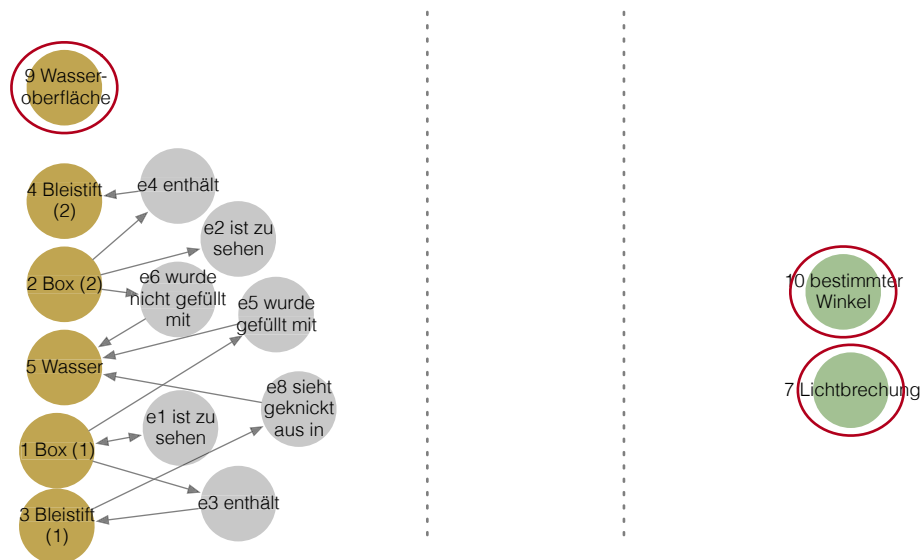 9 Wasser-
oberfläche
4 Bleistift
(2)
e4 enthält
e2 ist zu
sehen
2 Box (2)
e6 wurde
nicht gefüllt
mit
e5 wurde
gefüllt mit
5 Wasser
e8 sieht
geknickt
aus in
e1 ist zu
sehen
1 Box (1)
3 Bleistift
(1)
e3 enthält
10 bestimmter
Winkel
7 Lichtbrechung